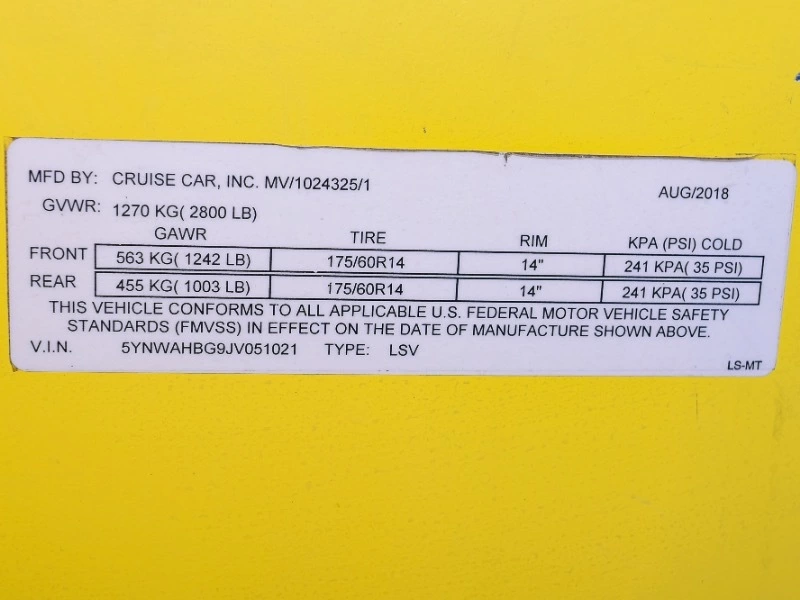 MFD BY: CRUISE CAR, INC. MV/1024325/1 AUG/2018
GVWR: 1270 KG( 2800 LB)
GAWR TIRE RIM KPA (PSI) COLD
FRONT 563 KG( 1242 LB) 175/60R14 14" 241 KPA( 35 PSI)
REAR 455 KG( 1003 LB) 175/60R14 14" 241 KPA( 35 PSI)
THIS VEHICLE CONFORMS TO ALL APPLICABLE U.S. FEDERAL MOTOR VEHICLE SAFETY
STANDARDS (FMVSS) IN EFFECT ON THE DATE OF MANUFACTURE SHOWN ABOVE.
V.I.N. 5YNWAHBG9JV051021 TYPE: LSV
LS-MT